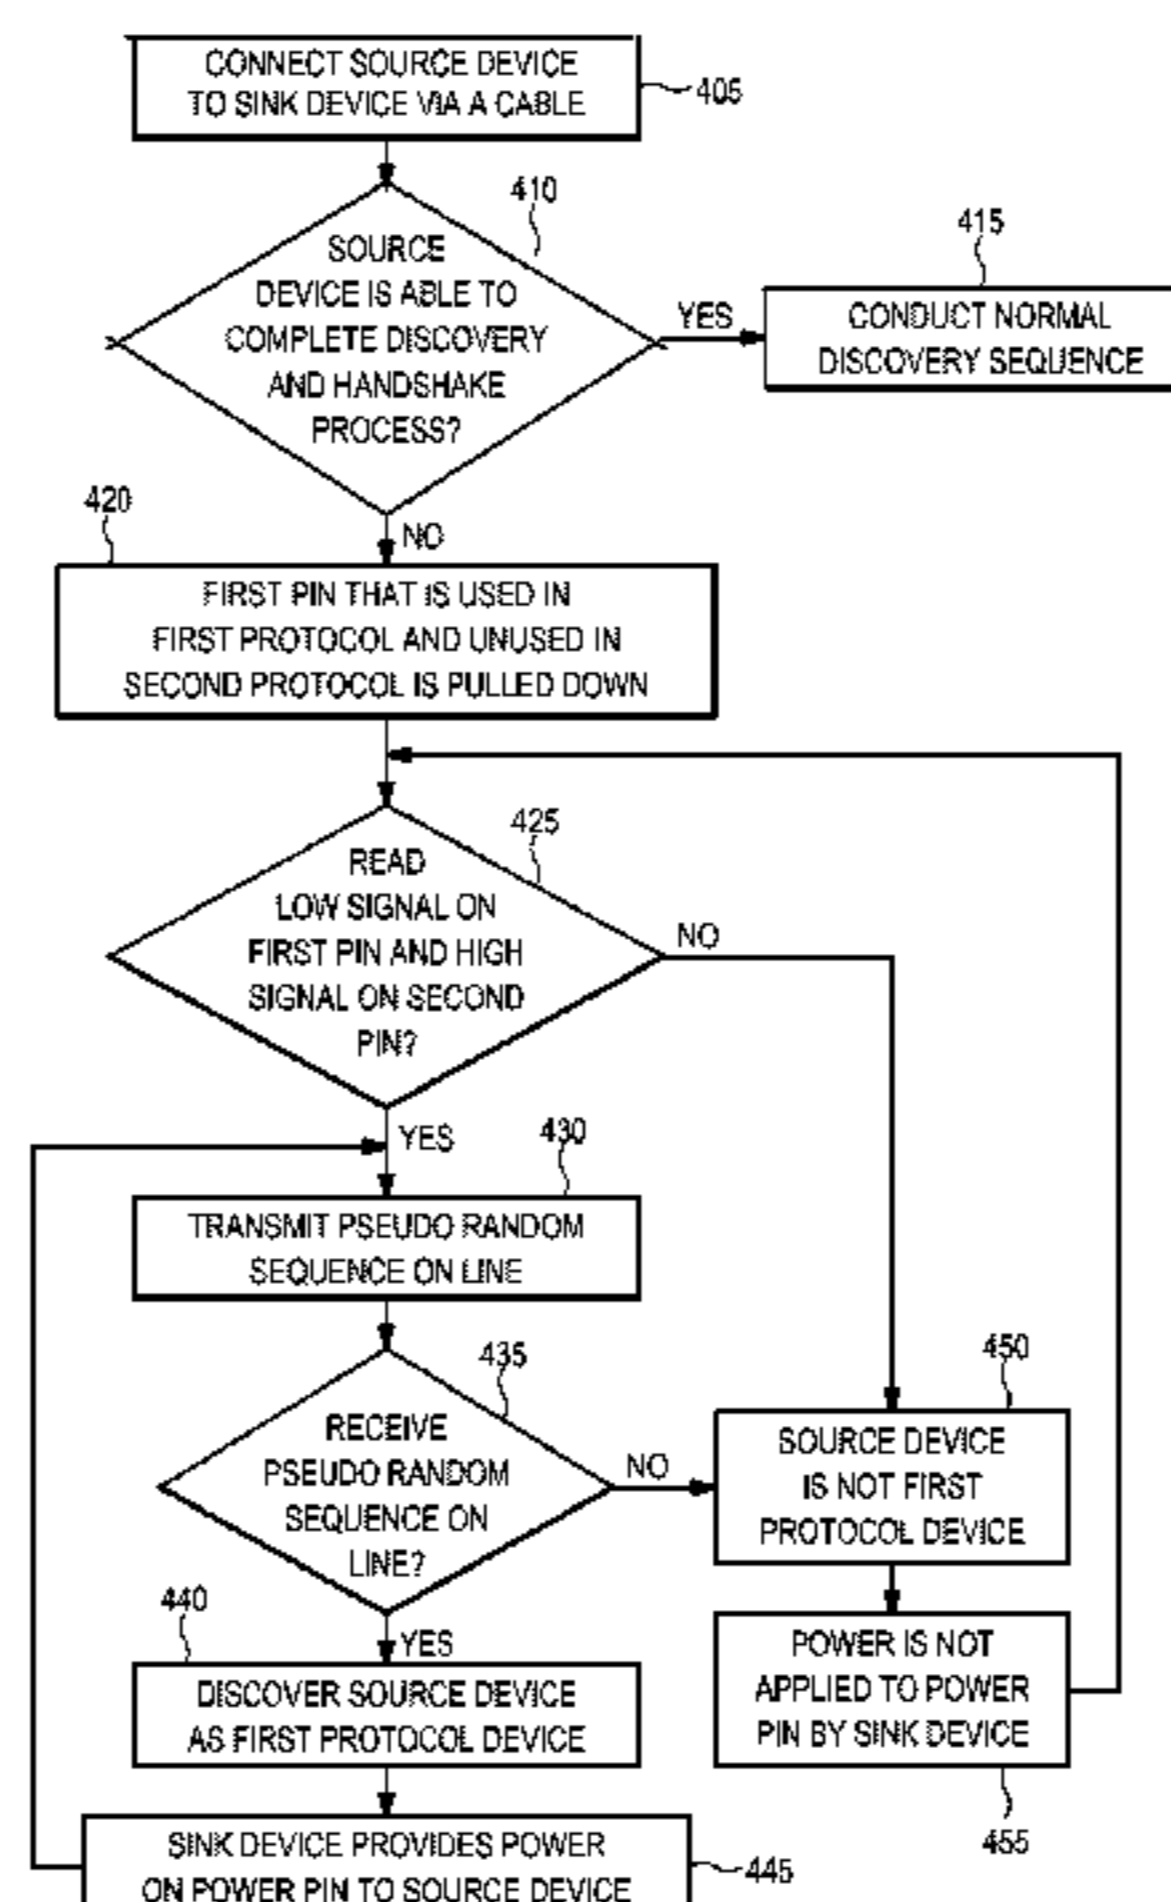 CONNECT SOURCE DEVICE
TO SINK DEVICE VIA A CABLE
405
410
SOURCE
DEVICE IS ABLE TO
COMPLETE DISCOVERY
AND HANDSHAKE
PROCESS?
YES
415
CONDUCT NORMAL
DISCOVERY SEQUENCE
NO
420
FIRST PIN THAT IS USED IN
FIRST PROTOCOL AND UNUSED IN
SECOND PROTOCOL IS PULLED DOWN
425
READ
LOW SIGNAL ON
FIRST PIN AND HIGH
SIGNAL ON SECOND
PIN?
NO
YES
430
TRANSMIT PSEUDO RANDOM
SEQUENCE ON LINE
435
RECEIVE
PSEUDO RANDOM
SEQUENCE ON
LINE?
NO
450
SOURCE DEVICE
IS NOT FIRST
PROTOCOL DEVICE
YES
440
DISCOVER SOURCE DEVICE
AS FIRST PROTOCOL DEVICE
POWER IS NOT
APPLIED TO POWER
PIN BY SINK DEVICE
455
SINK DEVICE PROVIDES POWER
ON POWER PIN TO SOURCE DEVICE
445